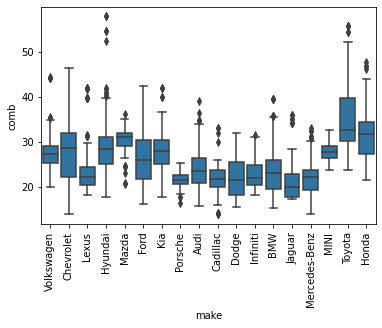 60
50
40
30
20
comb
Volkswagen
Chevrolet
Lexus
Hyundai
Mazda
Ford
Kia
Porsche
Audi
Cadillac
Dodge
Infiniti
BMW
Jaguar
Mercedes-Benz
MINI
Toyota
Honda
make